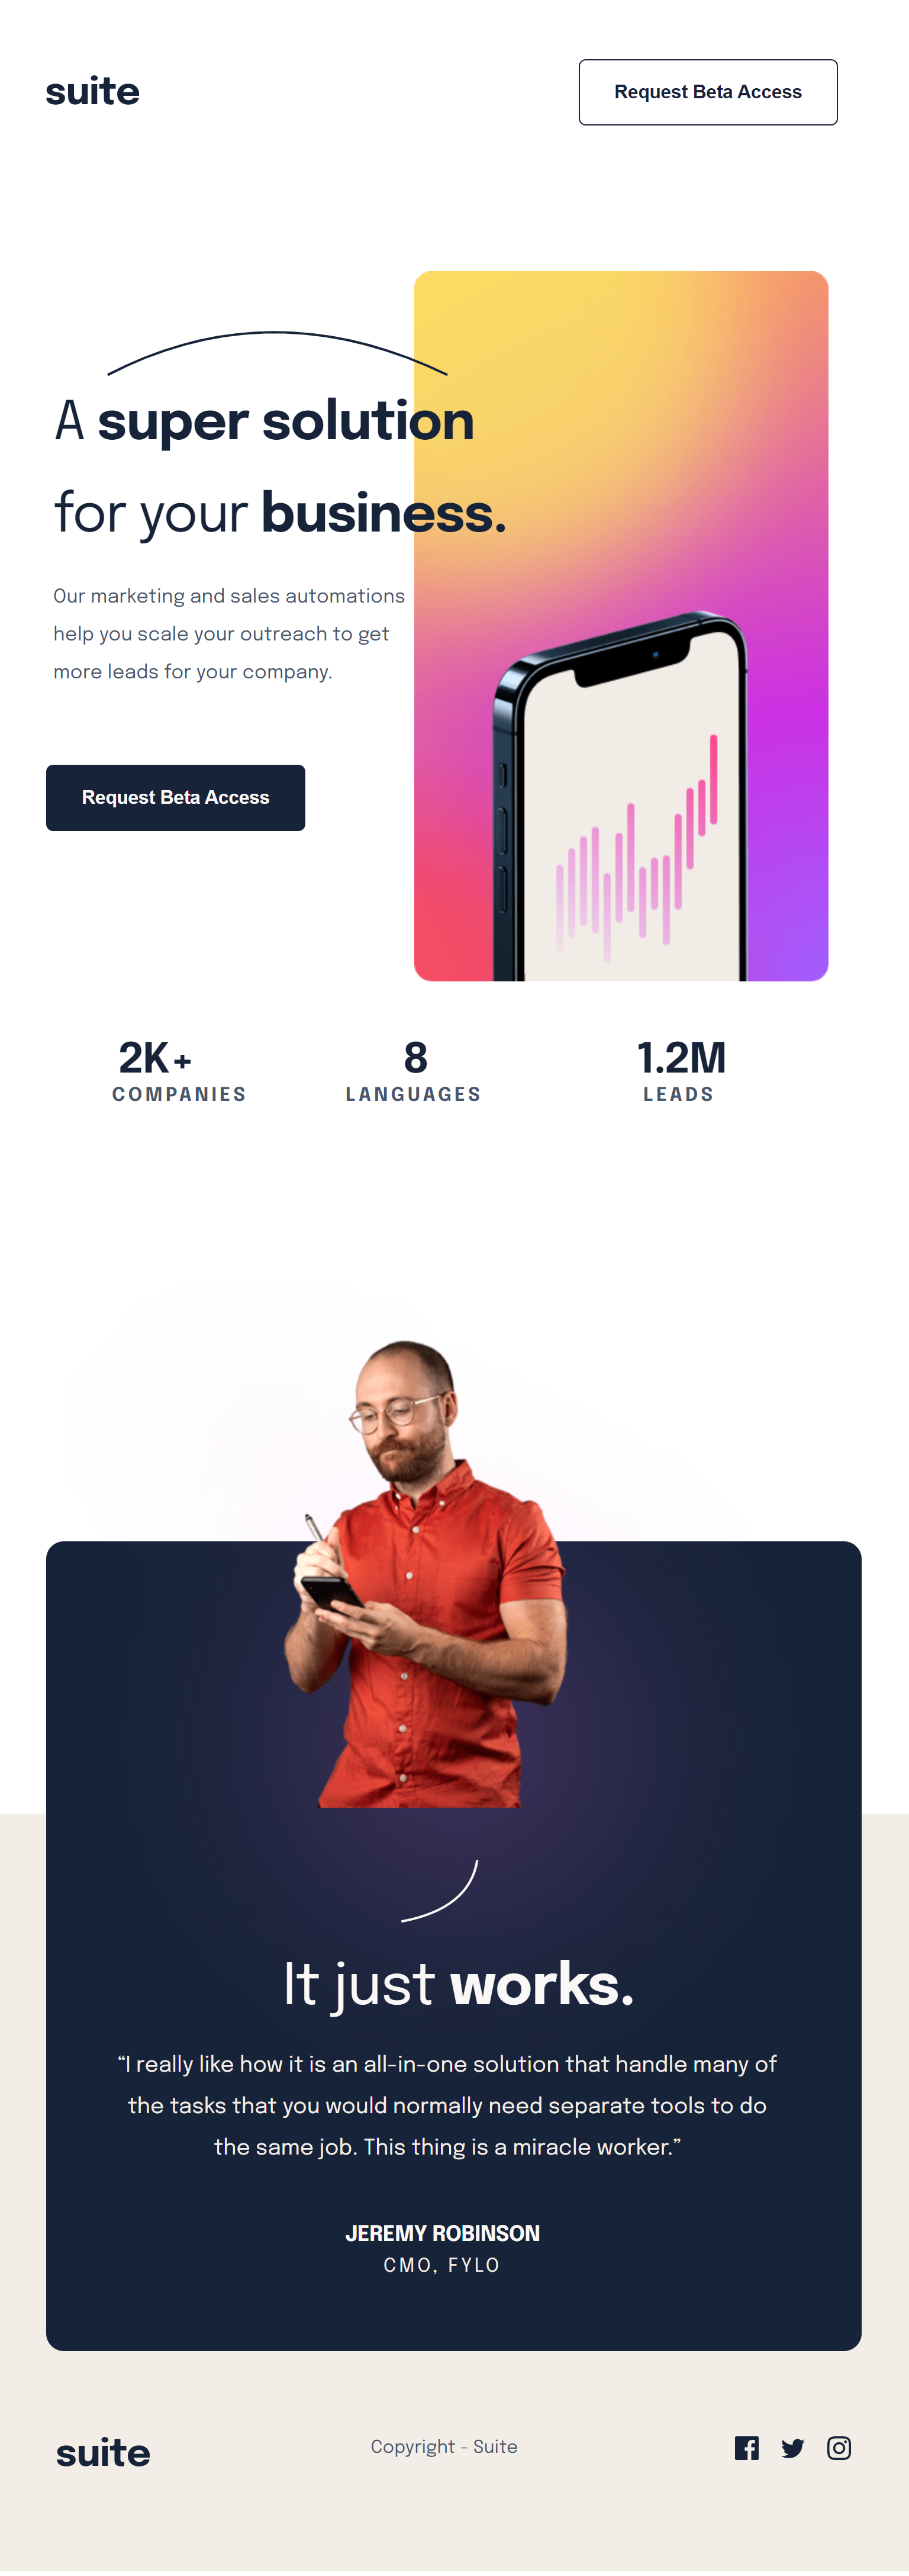 suite
Request Beta Access
A super solution
for your business.
Our marketing and sales automations
help you scale your outreach to get
more leads for your company.
Request Beta Access
2K+
COMPANIES
8
LANGUAGES
1.2M
LEADS
It just works.
“I really like how it is an all-in-one solution that handle many of
the tasks that you would normally need separate tools to do
the same job. This thing is a miracle worker.”
JEREMY ROBINSON
CMO, FYLO
suite
Copyright - Suite